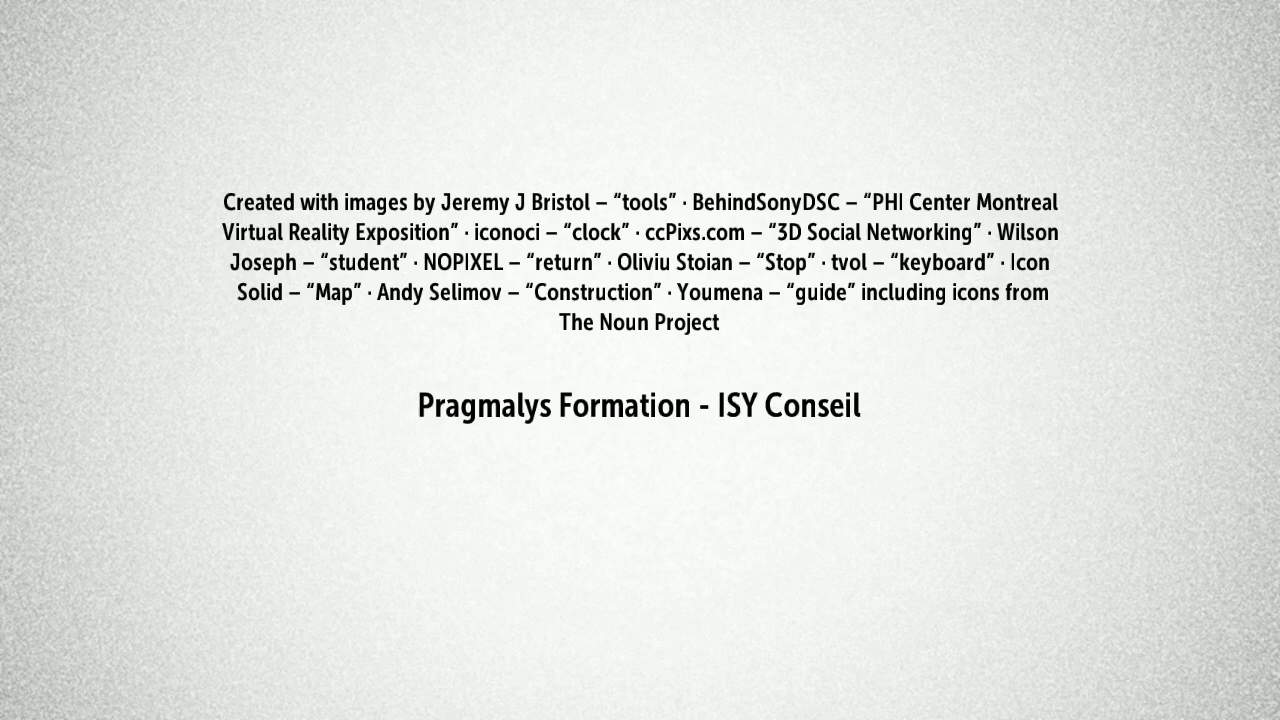 Created with images by Jeremy J Bristol – “tools” · BehindSonyDSC – “PHI Center Montreal
Virtual Reality Exposition” · iconoci – “clock” · ccPixs.com – “3D Social Networking” · Wilson
Joseph – “student” · NOPIXEL – “return” · Oliviu Stoian – “Stop” · tvol – “keyboard” · Icon
Solid – “Map” · Andy Selimov – “Construction” · Youmena – “guide” including icons from
The Noun Project
Pragmalys Formation - ISY Conseil